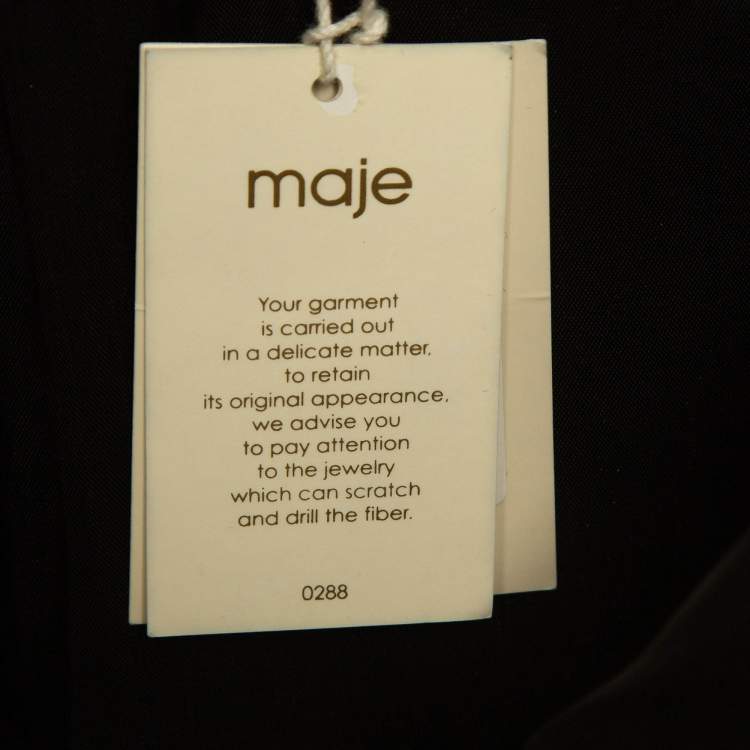 maje
Your garment
is carried out
in a delicate matter,
to retain
its original appearance,
we advise you
to pay attention
to the jewelry
which can scratch
and drill the fiber.
0288